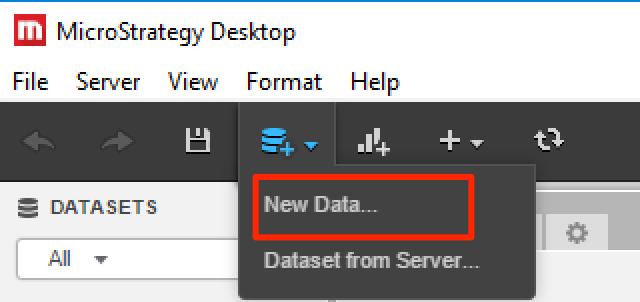 MicroStrategy Desktop
File Server View Format Help
DATASETS
New Data...
All
Dataset from Server...